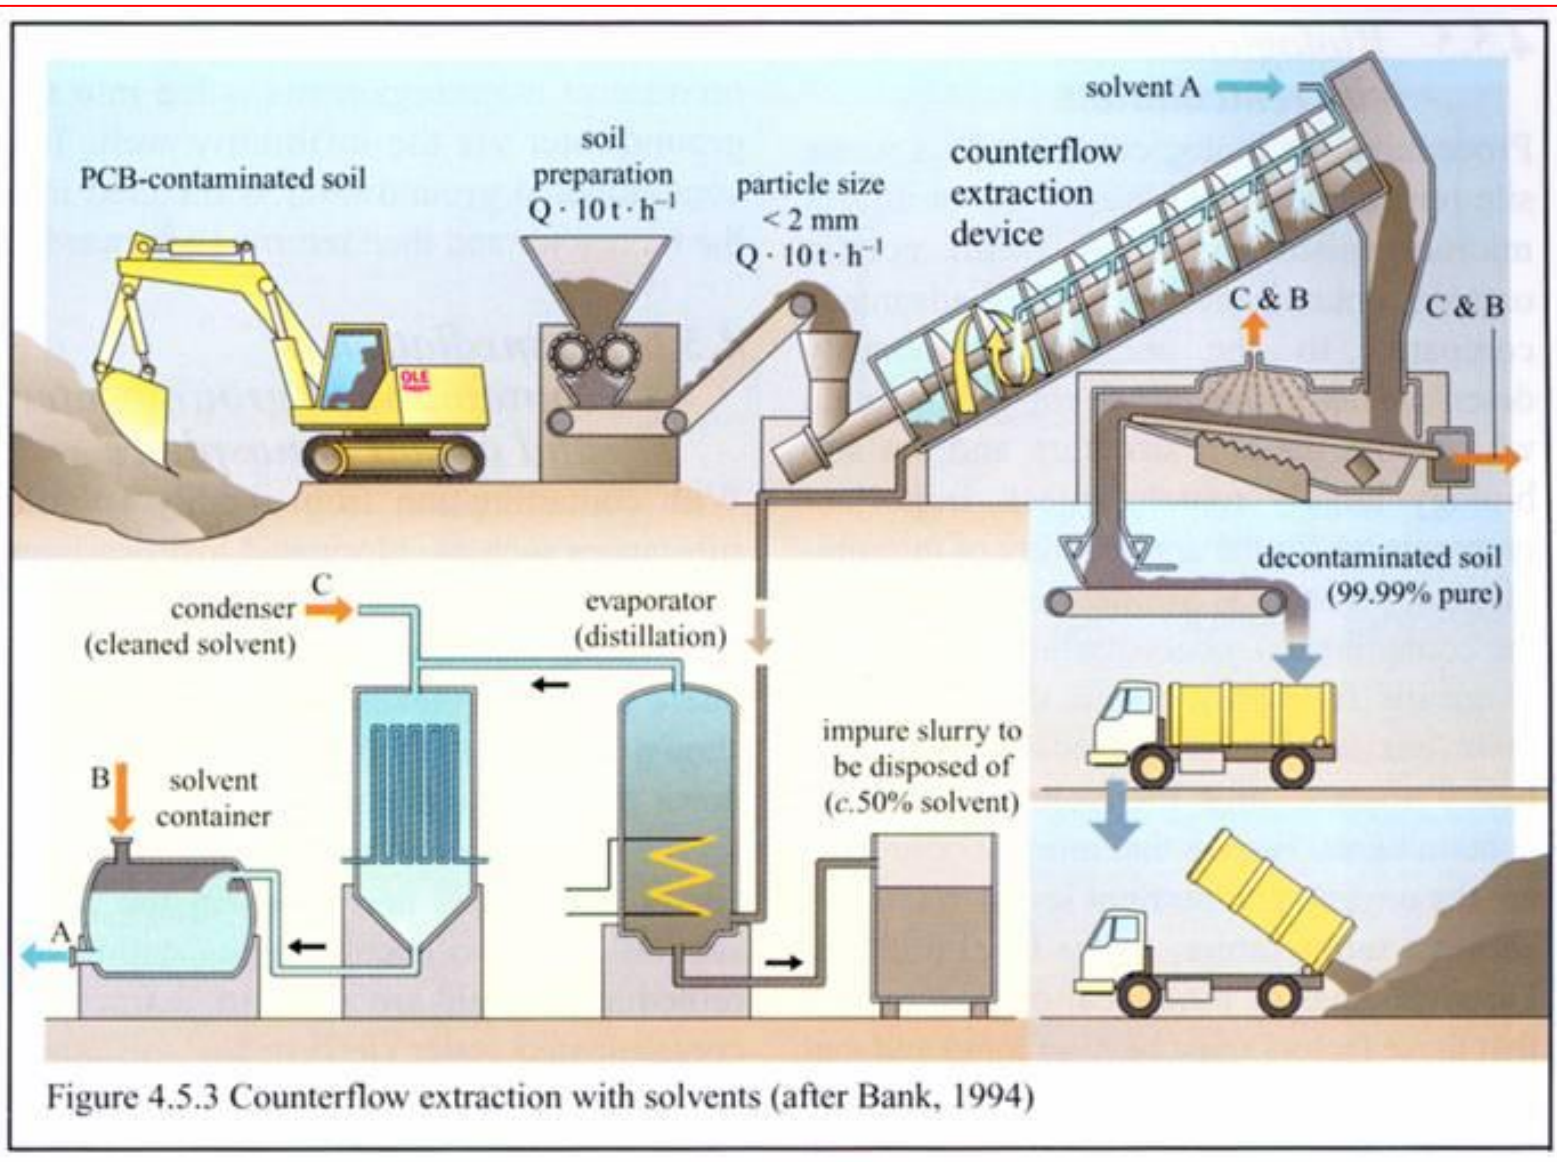 PCB-contaminated soil
soil
preparation
Q · 10 t · h⁻¹
particle size
< 2 mm
Q · 10 t · h⁻¹
solvent A
counterflow
extraction
device
C & B
C & B
OLE
decontaminated soil
(99.99% pure)
C
condenser
(cleaned solvent)
evaporator
(distillation)
impure slurry to
be disposed of
(c.50% solvent)
B
solvent
container
A
Figure 4.5.3 Counterflow extraction with solvents (after Bank, 1994)